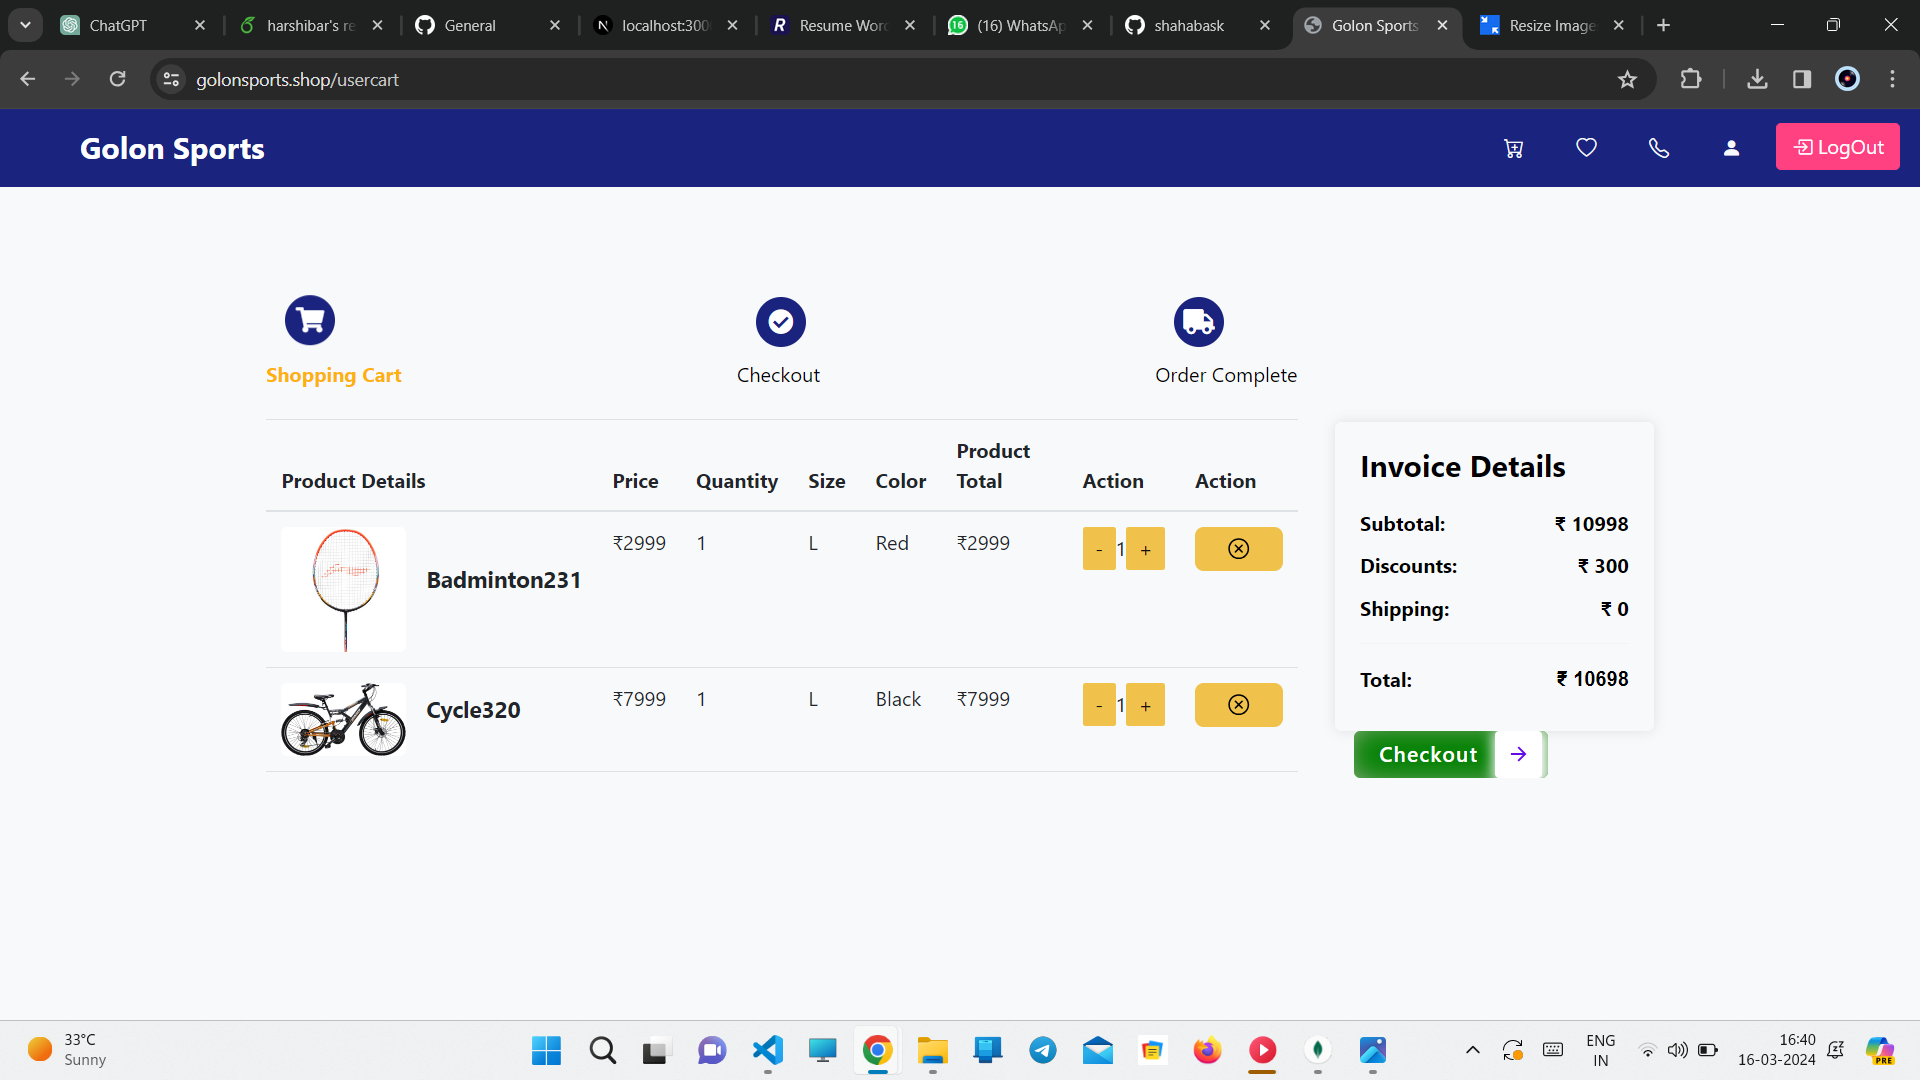 ChatGPT
harshibar's re
General
localhost:300
Resume Word
(16) WhatsAp
shahabask
Golon Sports
Resize Image
golonsports.shop/usercart
Golon Sports
LogOut
Shopping Cart
Checkout
Order Complete
Product Details Price Quantity Size Color Product Total Action Action
Badminton231 ₹2999 1 L Red ₹2999 - 1 +
Cycle320 ₹7999 1 L Black ₹7999 - 1 +
Invoice Details
Subtotal: ₹ 10998
Discounts: ₹ 300
Shipping: ₹ 0
Total: ₹ 10698
Checkout
33°C
Sunny
16
ENG
IN
16:40
16-03-2024
PRE